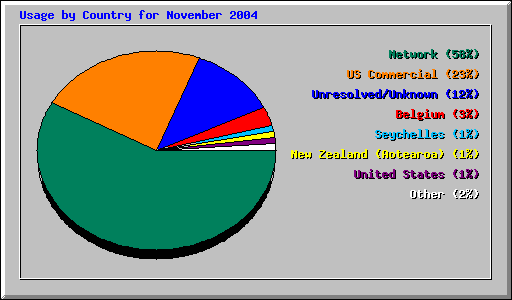 Usage by Country for November 2004
Network (58%)
US Commercial (23%)
Unresolved/Unknown (12%)
Belgium (3%)
Seychelles (1%)
New Zealand (Aotearoa) (1%)
United States (1%)
Other (2%)